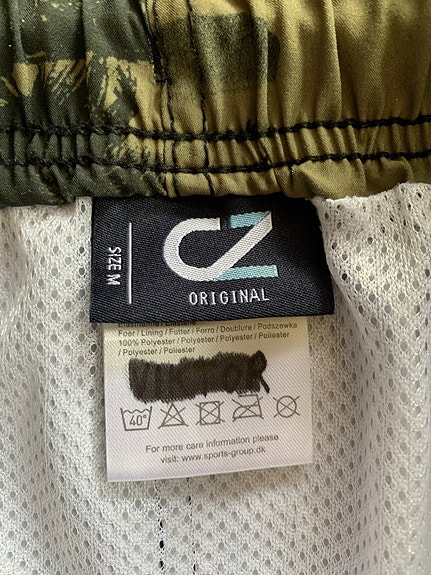 SIZE M
CZ
ORIGINAL
Foer / Lining / Futter / Forro / Doublure / Podszewka
100% Polyester / Polyester / Polyester / Polyester
/ Polyester / Poliester
40°
For more care information please
visit: www.sports-group.dk